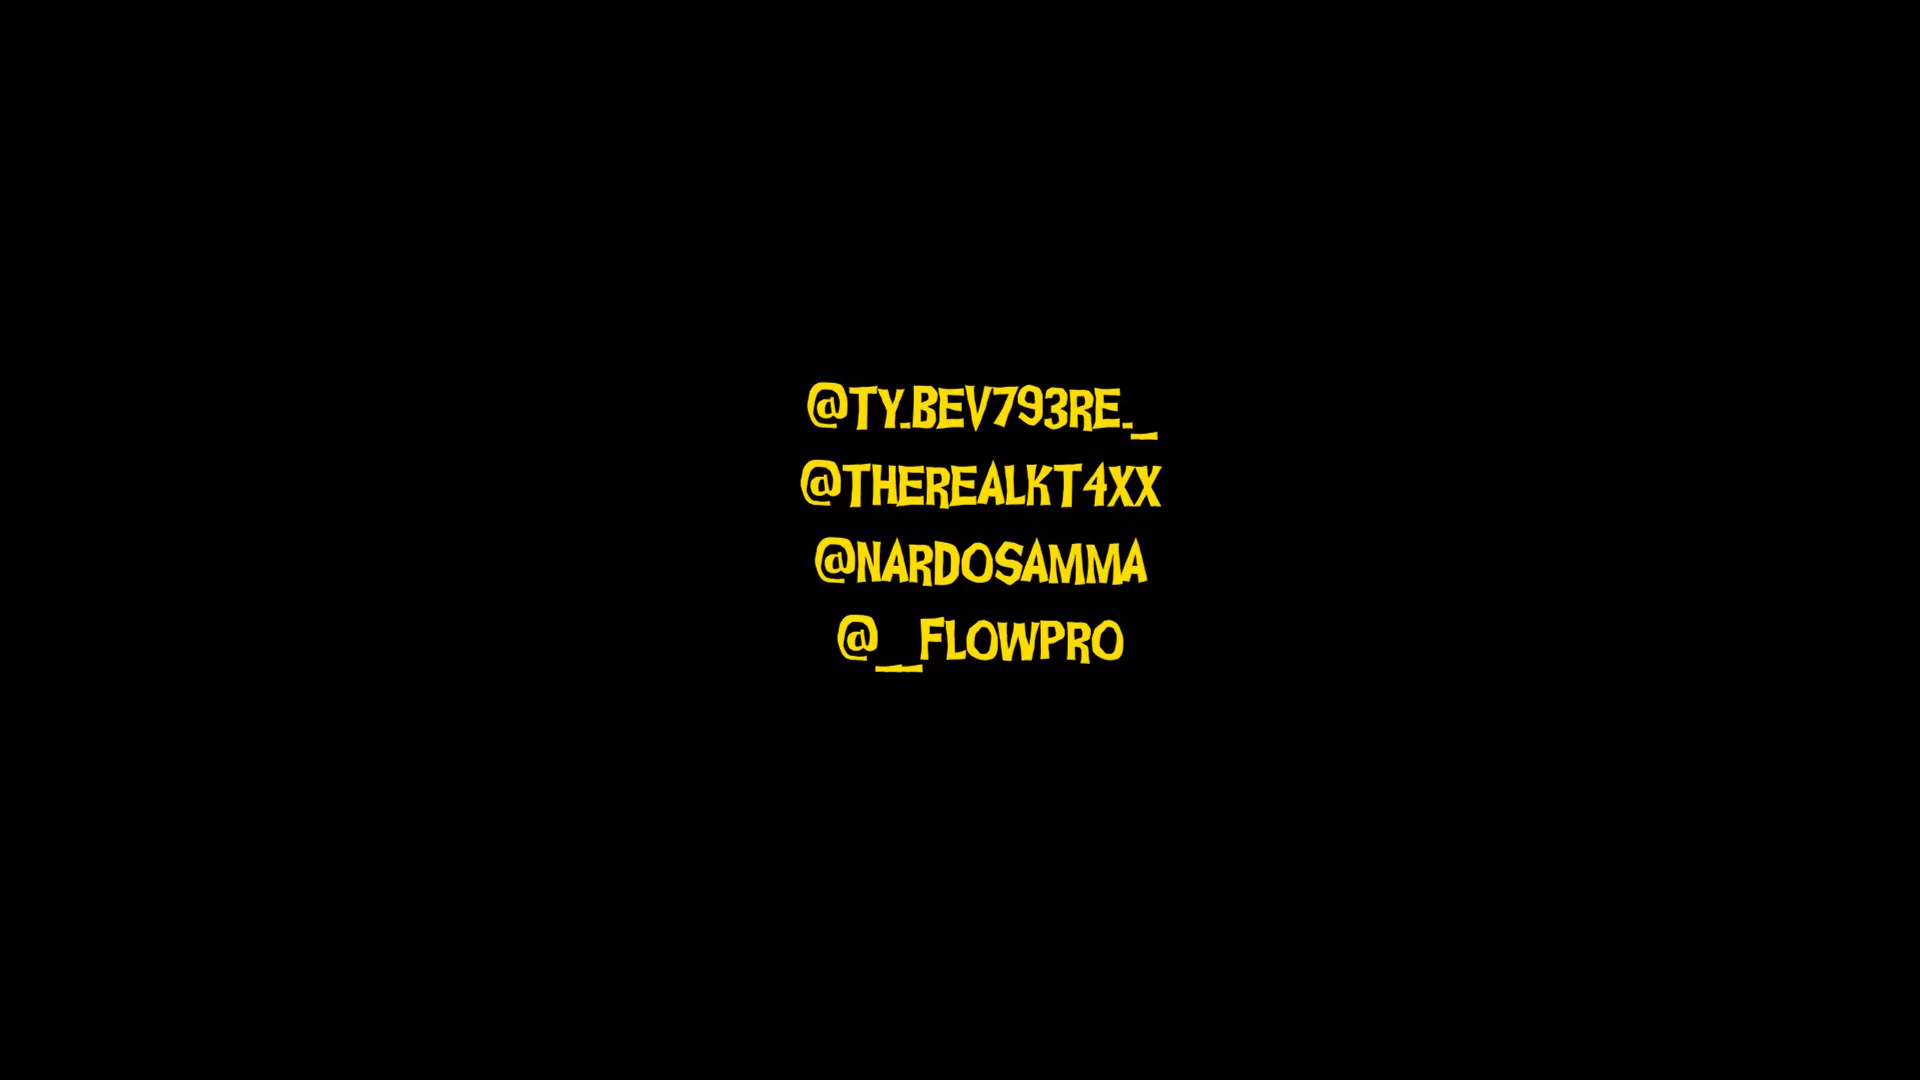 @TY.BEV793RE._
@THEREALKT4XX
@NARDOSAMMA
@__FLOWPRO